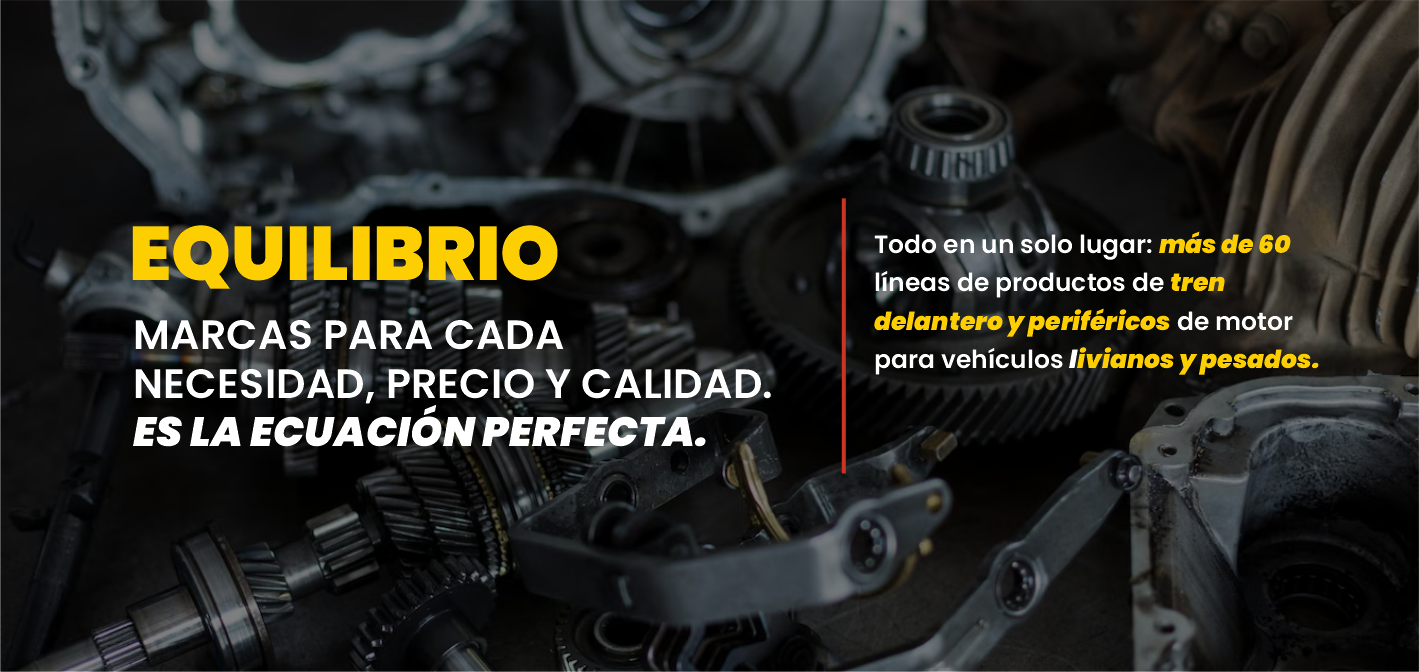 EQUILIBRIO
MARCAS PARA CADA
NECESIDAD, PRECIO Y CALIDAD.
ES LA ECUACIÓN PERFECTA.
Todo en un solo lugar: más de 60
líneas de productos de tren
delantero y periféricos de motor
para vehículos livianos y pesados.